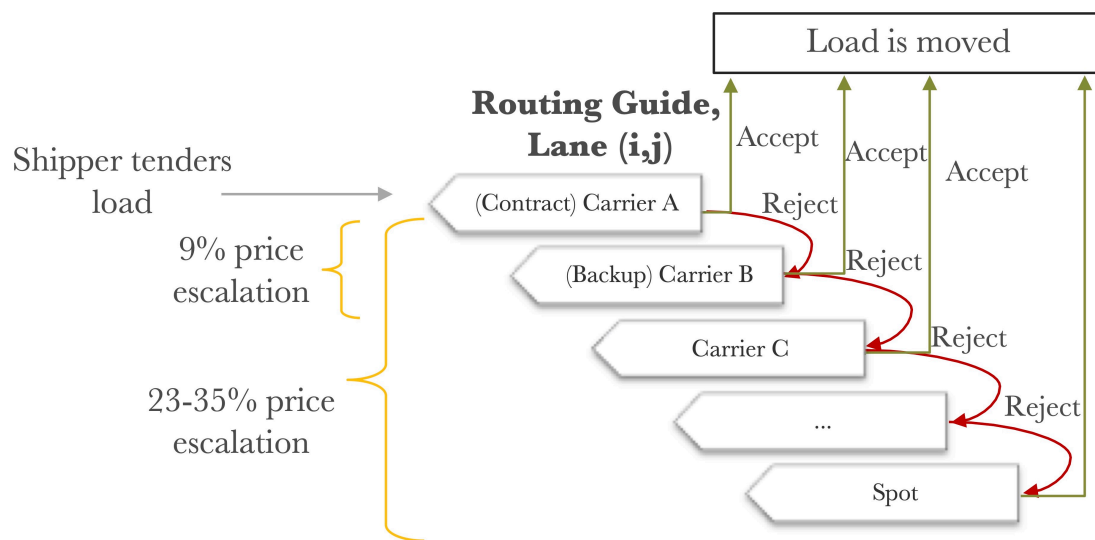 Load is moved
Routing Guide,
Lane (i,j)
Accept
Accept
Accept
Shipper tenders
load
(Contract) Carrier A
Reject
9% price
escalation
(Backup) Carrier B
Reject
Carrier C
Reject
23-35% price
escalation
...
Reject
Spot